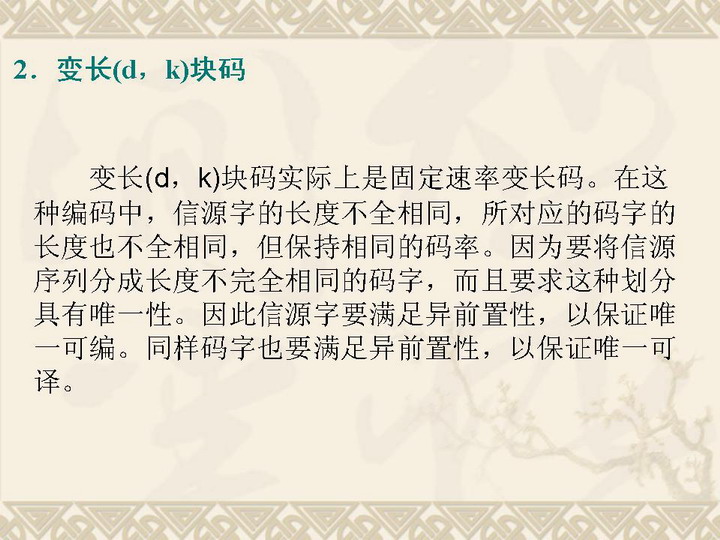 2．变长(d，k)块码
变长(d，k)块码实际上是固定速率变长码。在这
种编码中，信源字的长度不全相同，所对应的码字的
长度也不全相同，但保持相同的码率。因为要将信源
序列分成长度不完全相同的码字，而且要求这种划分
具有唯一性。因此信源字要满足异前置性，以保证唯
一可编。同样码字也要满足异前置性，以保证唯一可
译。